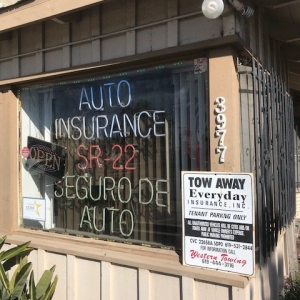 AUTO
INSURANCE
SR-22
SEGURO DE
AUTO
OPEN
3977
TOW AWAY
Everyday
INSURANCE, INC
TENANT PARKING ONLY
Western Towing